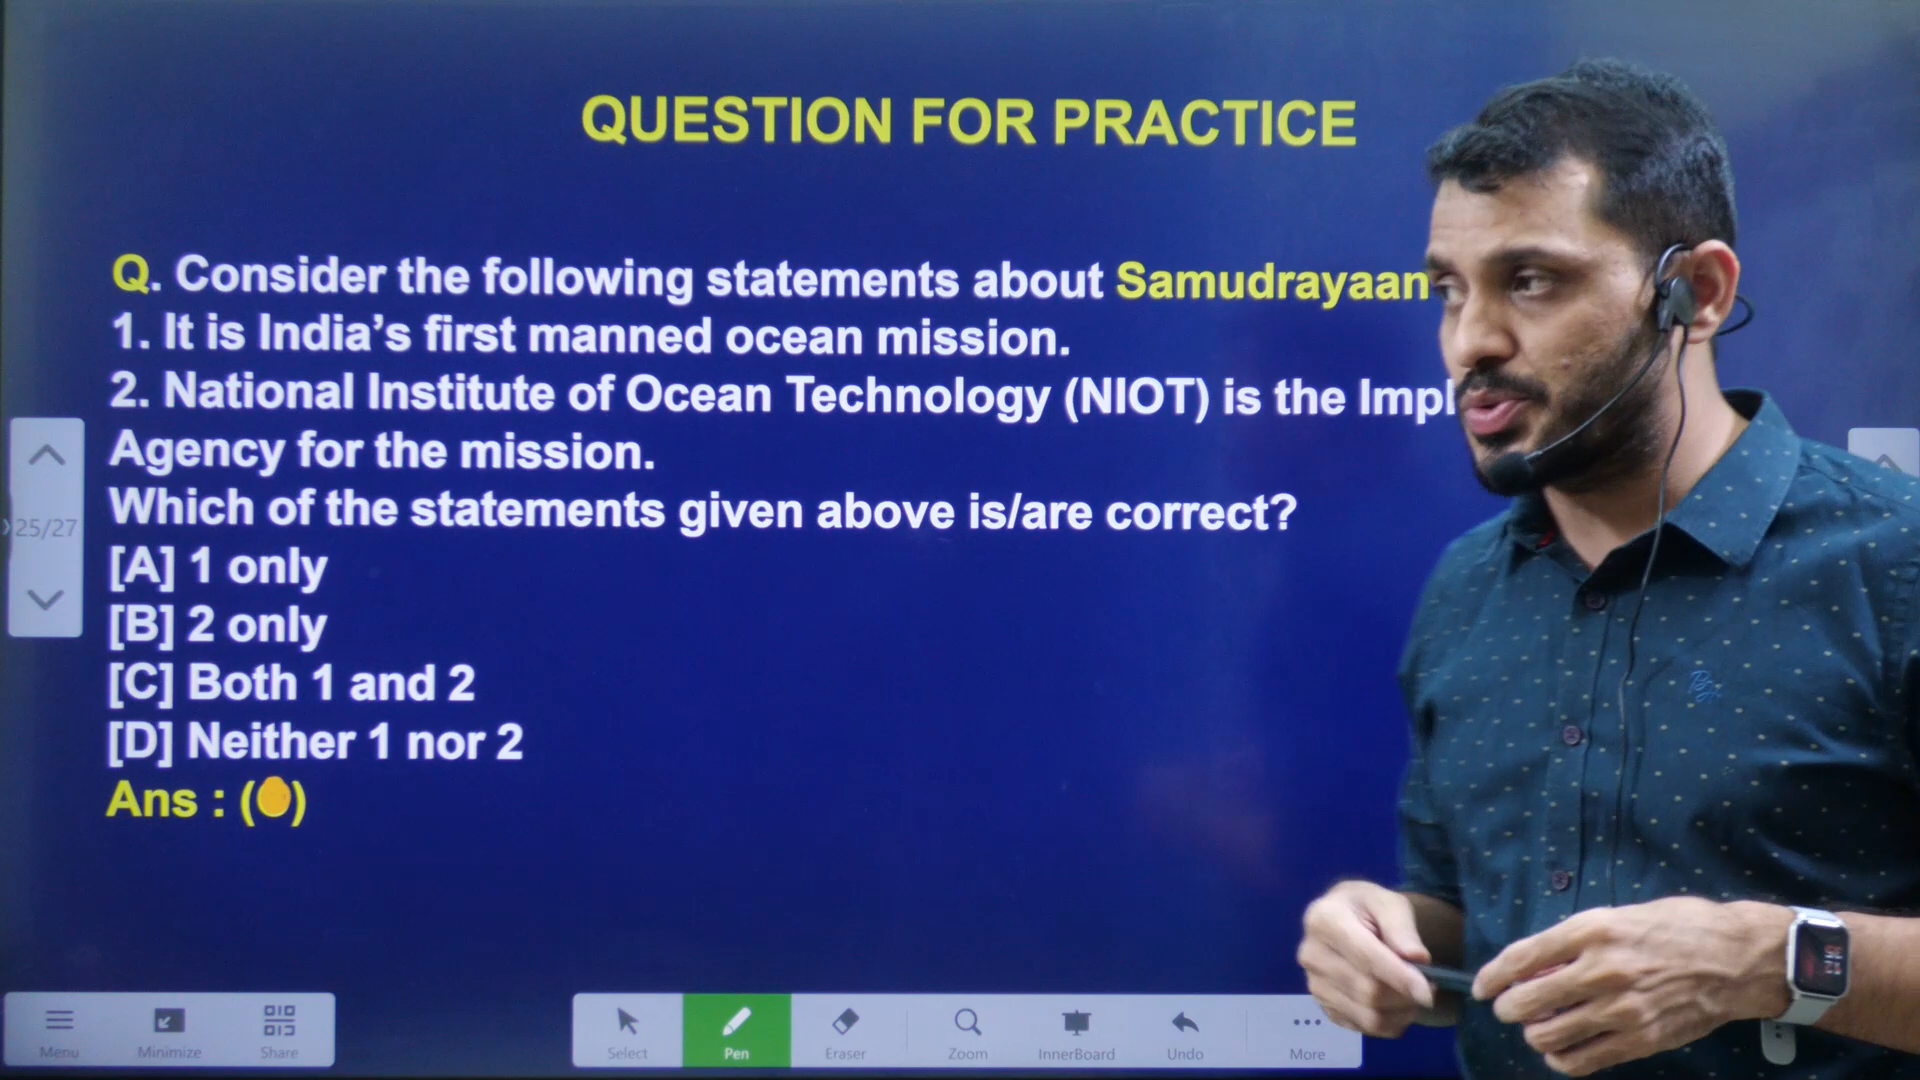 QUESTION FOR PRACTICE
Q. Consider the following statements about Samudrayaan
1. It is India's first manned ocean mission.
2. National Institute of Ocean Technology (NIOT) is the
Agency for the mission.
Which of the statements given above is/are correct?
[A] 1 only
[B] 2 only
[C] Both 1 and 2
[D] Neither 1 nor 2
Ans : ( )
25/27
Menu
Minimize
Share
Select
Pen
Eraser
Zoom
InnerBoard
Undo
More